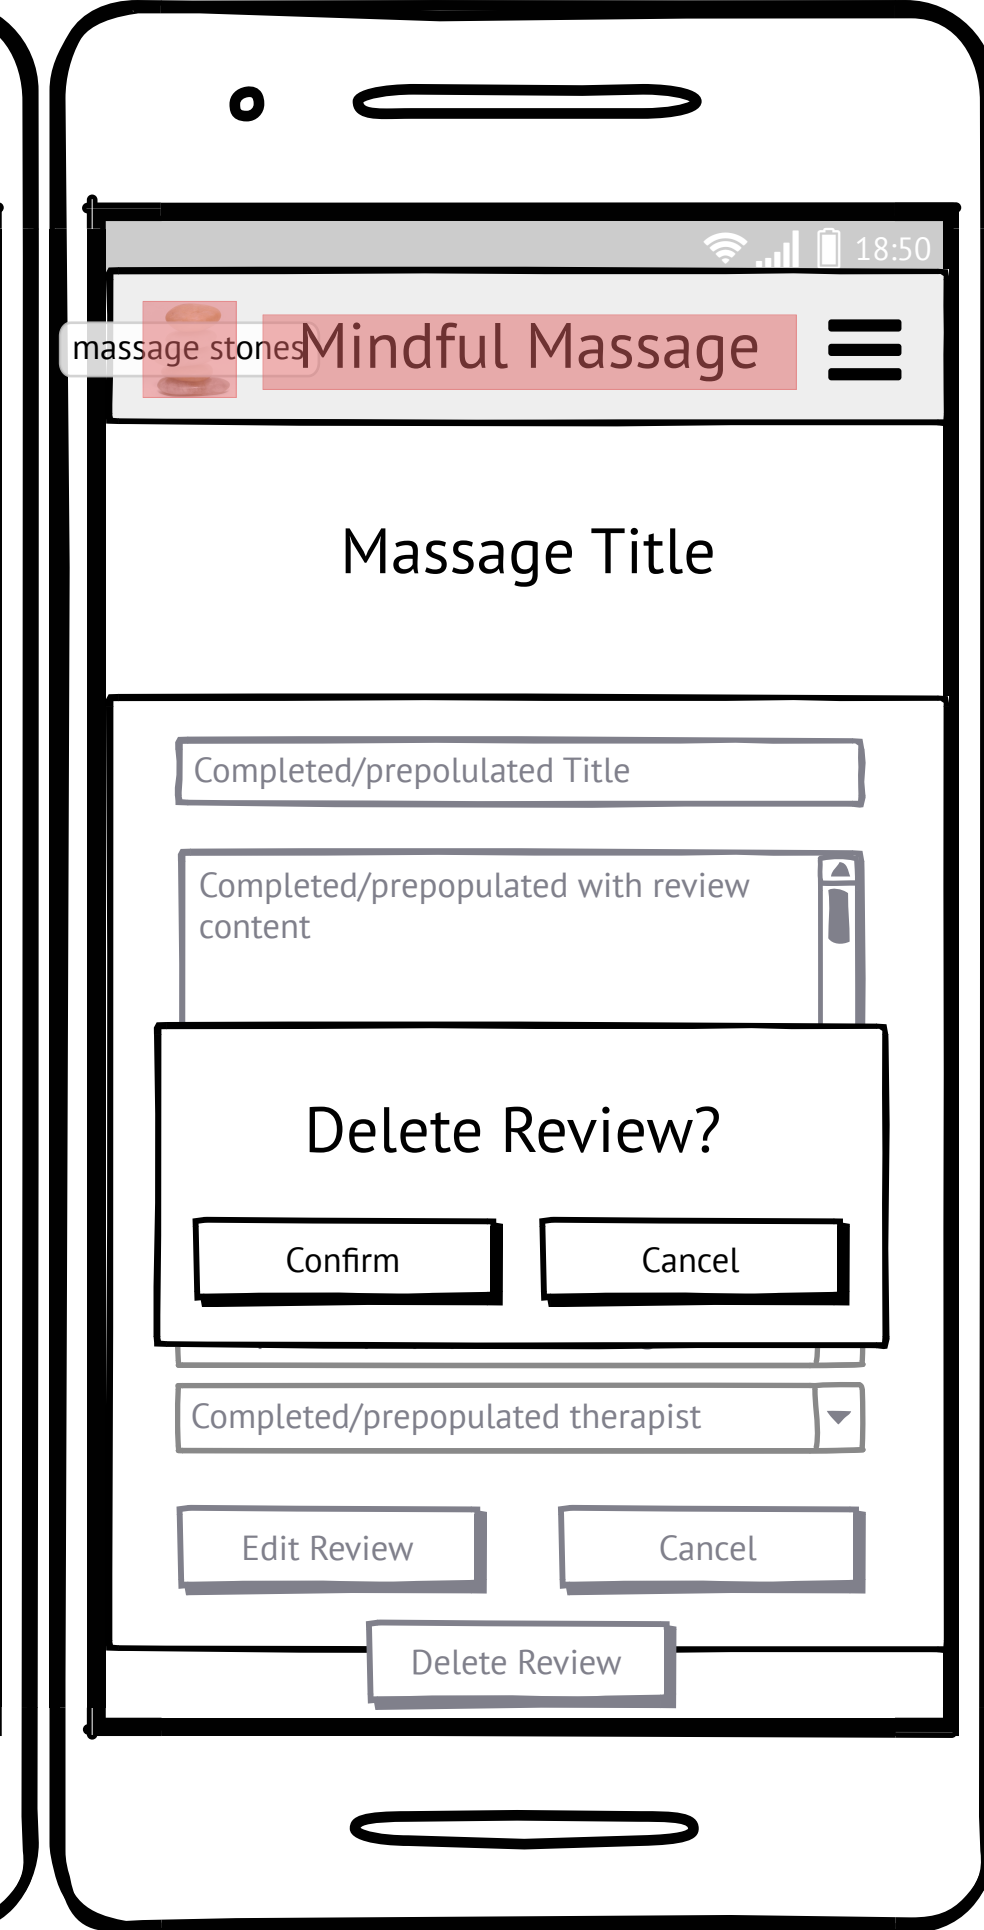 18:50
massage stones
Mindful Massage
Massage Title
Completed/prepolulated Title
Completed/prepopulated with review
content
Delete Review?
Confirm
Cancel
Completed/prepopulated therapist
Edit Review
Cancel
Delete Review